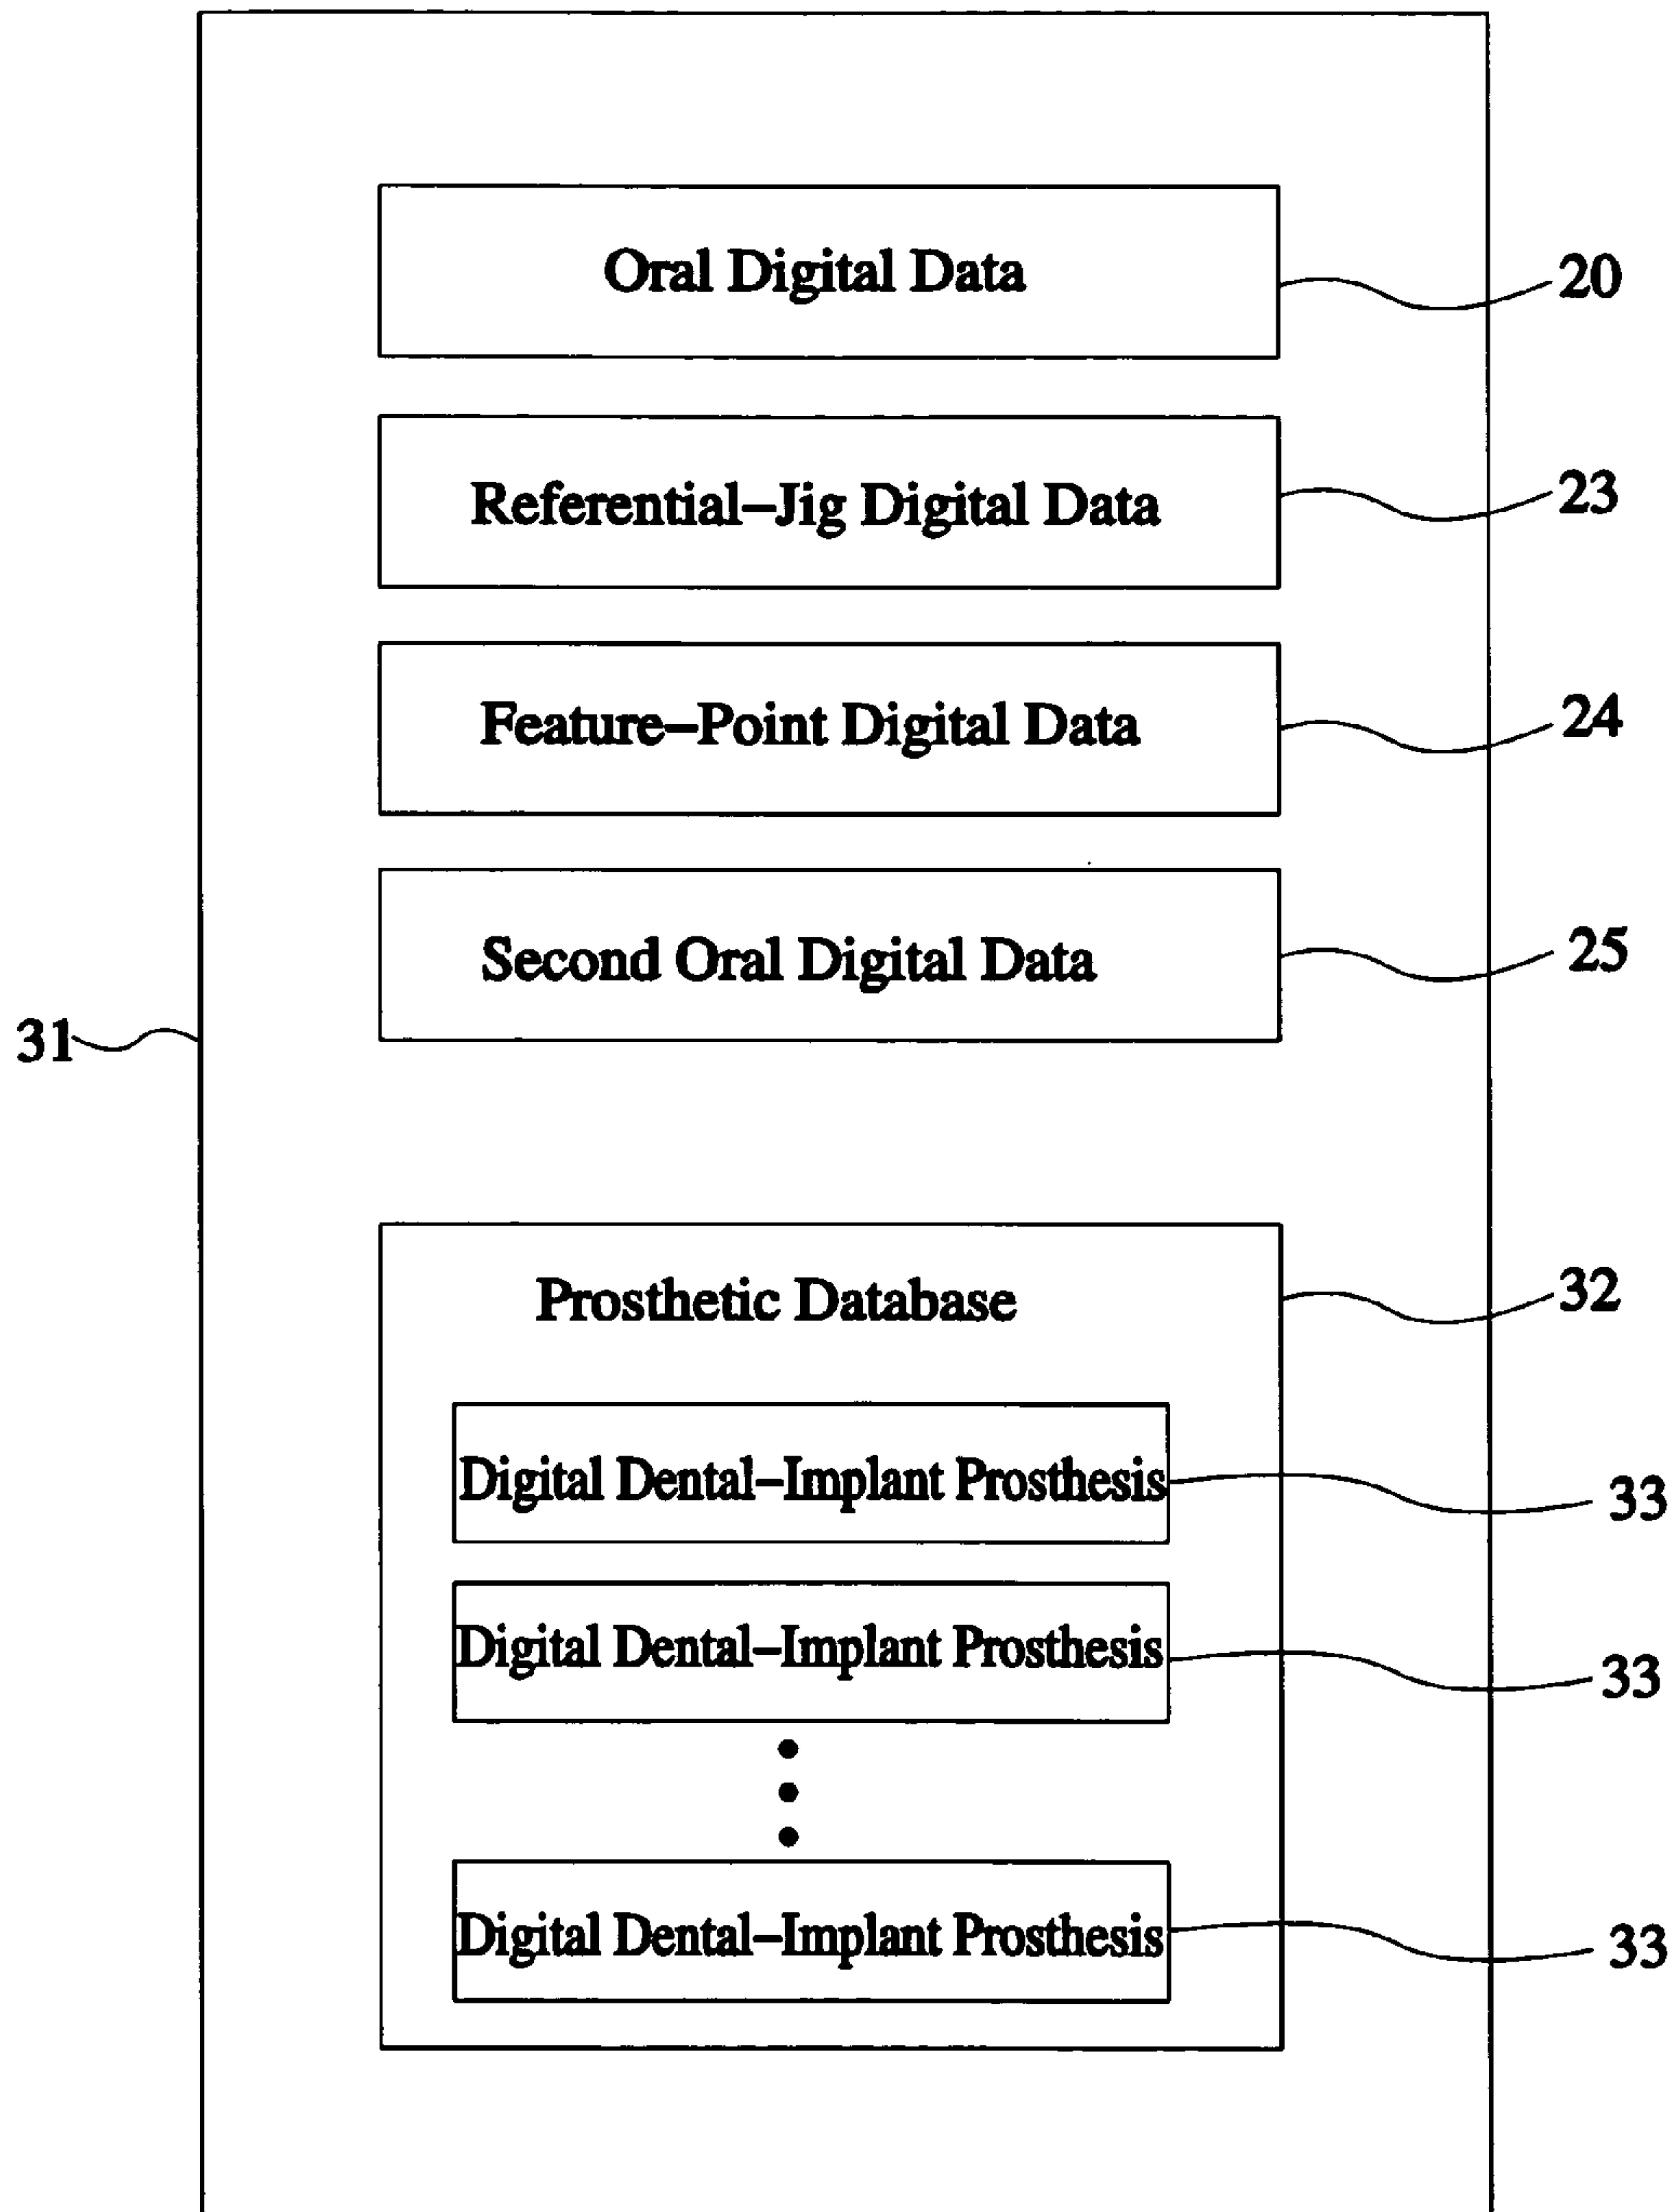 Oral Digital Data
20
Referential–Jig Digital Data
23
Feature–Point Digital Data
24
Second Oral Digital Data
25
31
Prosthetic Database
32
Digital Dental–Implant Prosthesis
33
Digital Dental–Implant Prosthesis
33
Digital Dental–Implant Prosthesis
33